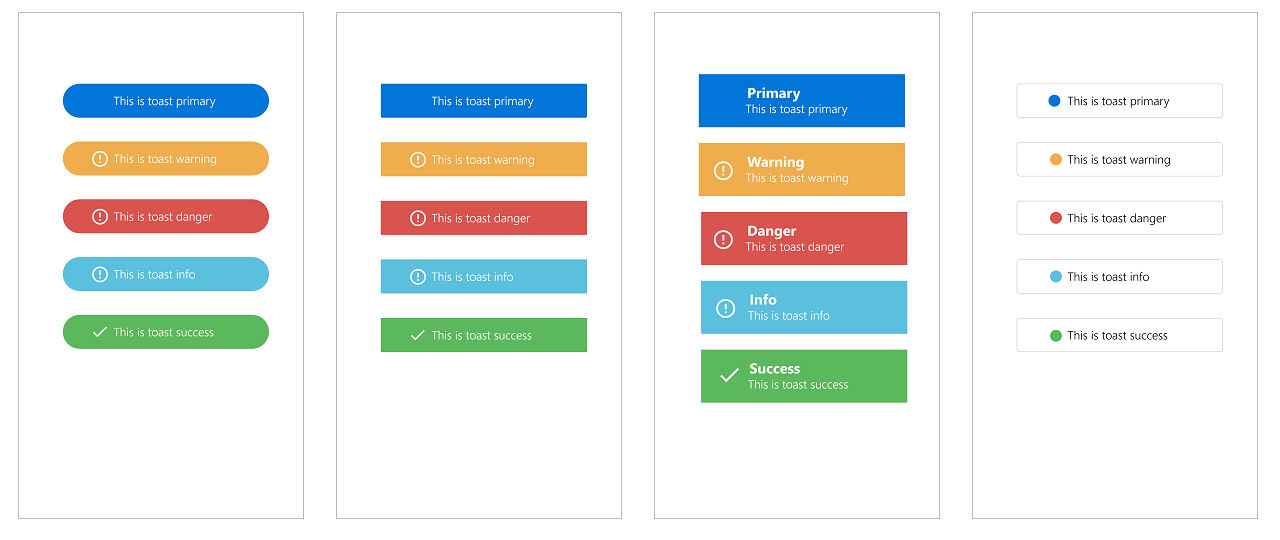 This is toast primary
This is toast warning
This is toast danger
This is toast info
This is toast success
This is toast primary
This is toast warning
This is toast danger
This is toast info
This is toast success
Primary
This is toast primary
Warning
This is toast warning
Danger
This is toast danger
Info
This is toast info
Success
This is toast success
This is toast primary
This is toast warning
This is toast danger
This is toast info
This is toast success